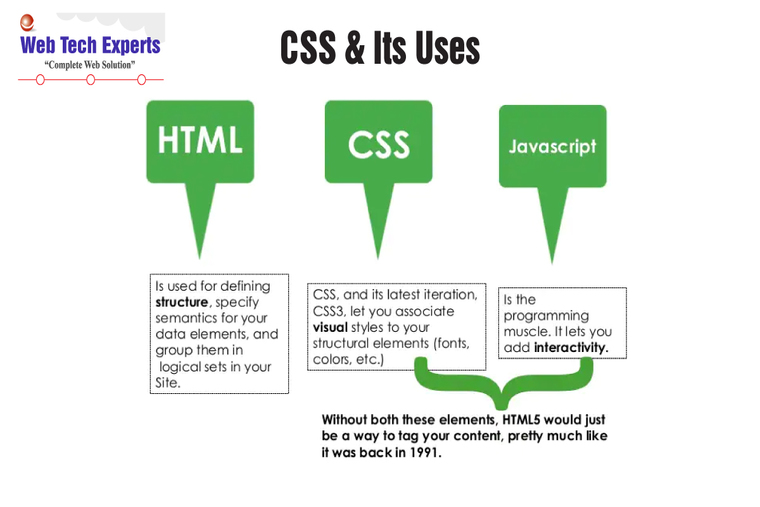 Web Tech Experts
“Complete Web Solution”
CSS & Its Uses
HTML
CSS
Javascript
Is used for defining
structure, specify
semantics for your
data elements, and
group them in
logical sets in your
Site.
CSS, and its latest iteration,
CSS3, let you associate
visual styles to your
structural elements (fonts,
colors, etc.)
Is the
programming
muscle. It lets you
add interactivity.
Without both these elements, HTML5 would just
be a way to tag your content, pretty much like
it was back in 1991.